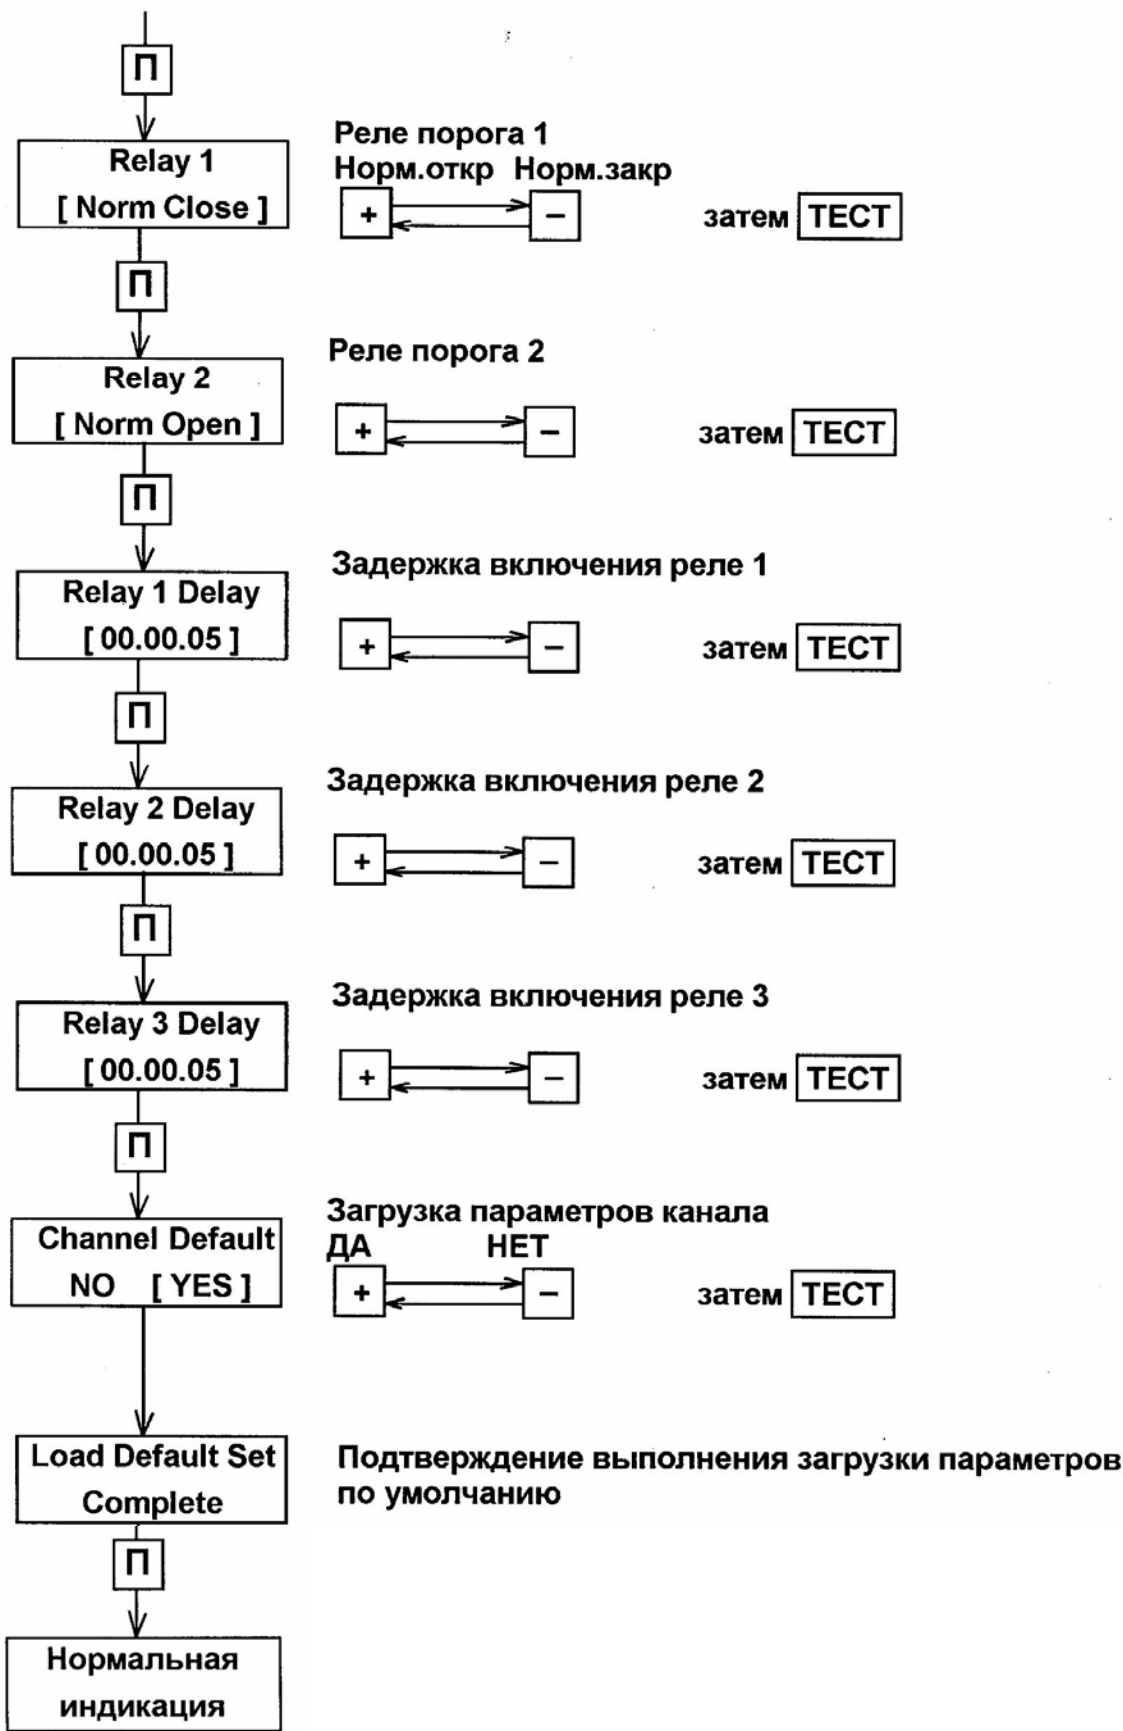 П
Relay 1
[ Norm Close ]
Реле порога 1
Норм.откр Норм.закр
+ − затем ТЕСТ
П
Relay 2
[ Norm Open ]
Реле порога 2
+ − затем ТЕСТ
П
Relay 1 Delay
[ 00.00.05 ]
Задержка включения реле 1
+ − затем ТЕСТ
П
Relay 2 Delay
[ 00.00.05 ]
Задержка включения реле 2
+ − затем ТЕСТ
П
Relay 3 Delay
[ 00.00.05 ]
Задержка включения реле 3
+ − затем ТЕСТ
П
Channel Default
NO [ YES ]
Загрузка параметров канала
ДА НЕТ
+ − затем ТЕСТ
Load Default Set
Complete
Подтверждение выполнения загрузки параметров
по умолчанию
П
Нормальная
индикация